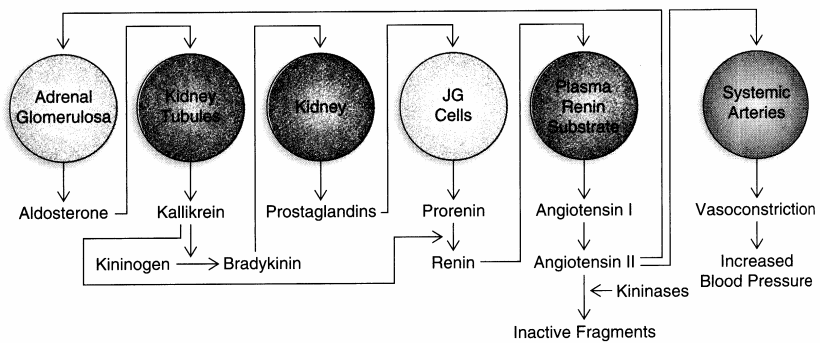 Adrenal
Glomerulosa
Kidney
Tubules
Kidney
JG
Cells
Plasma
Renin
Substrate
Systemic
Arteries
Aldosterone
Kallikrein
Prostaglandins
Prorenin
Angiotensin I
Vasoconstriction
Kininogen
Bradykinin
Renin
Angiotensin II
Increased
Blood Pressure
Kininases
Inactive Fragments